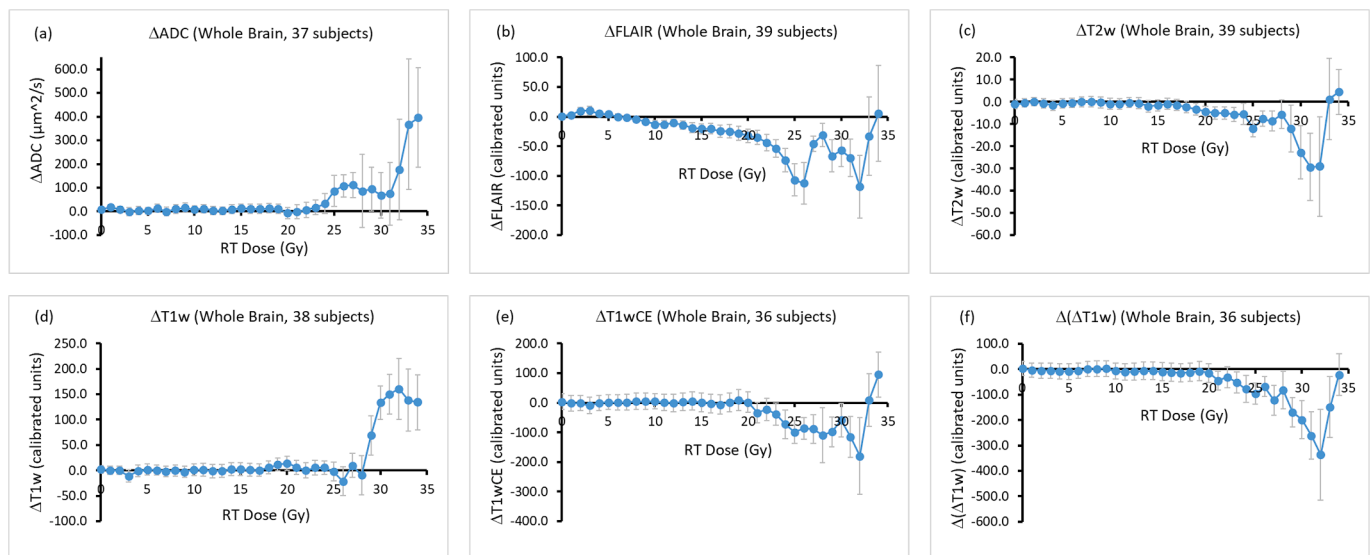 (a) ΔADC (Whole Brain, 37 subjects)
600.0
500.0
400.0
300.0
200.0
100.0
0.0
-100.0
ΔADC (μm^2/s)
0 5 10 15 20 25 30 35
RT Dose (Gy)
(b) ΔFLAIR (Whole Brain, 39 subjects)
100.0
50.0
0.0
-50.0
-100.0
-150.0
-200.0
ΔFLAIR (calibrated units)
0 5 10 15 20 25 30 35
RT Dose (Gy)
(c) ΔT2w (Whole Brain, 39 subjects)
20.0
10.0
0.0
-10.0
-20.0
-30.0
-40.0
-50.0
-60.0
ΔT2w (calibrated units)
0 5 10 15 20 25 30 35
RT Dose (Gy)
(d) ΔT1w (Whole Brain, 38 subjects)
250.0
200.0
150.0
100.0
50.0
0.0
-50.0
-100.0
ΔT1w (calibrated units)
0 5 10 15 20 25 30 35
RT Dose (Gy)
(e) ΔT1wCE (Whole Brain, 36 subjects)
200.0
100.0
0.0
-100.0
-200.0
-300.0
-400.0
ΔT1wCE (calibrated units)
0 5 10 15 20 25 30 35
RT Dose (Gy)
(f) Δ(ΔT1w) (Whole Brain, 36 subjects)
100.0
0.0
-100.0
-200.0
-300.0
-400.0
-500.0
-600.0
Δ(ΔT1w) (calibrated units)
0 5 10 15 20 25 30 35
RT Dose (Gy)